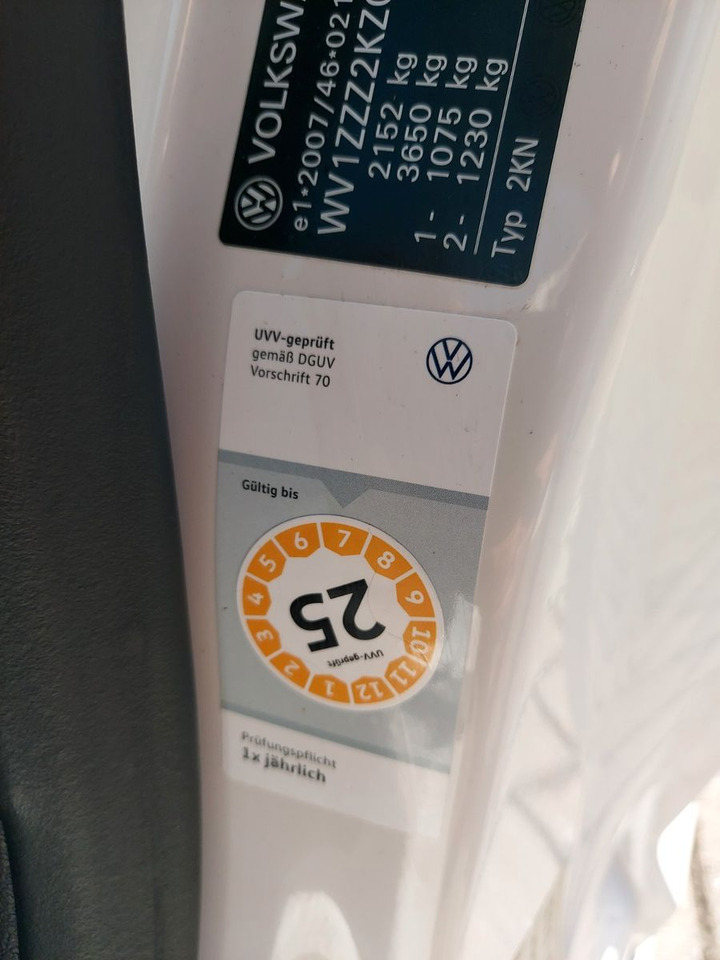 VOLKSWA
e1*2007/46*021
WV1ZZZ2KZ
2152 kg
3650 kg
1 - 1075 kg
2 - 1230 kg
Typ 2KN
UVV-geprüft
gemäß DGUV
Vorschrift 70
Gültig bis
1 2 3 4 5 6 7 8 9 10 11 12
25
UVV-geprüft
Prüfungspflicht
1x jährlich